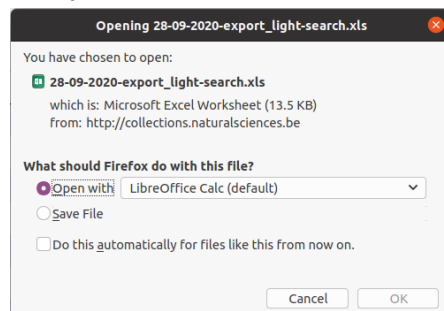 Opening 28-09-2020-export_light-search.xls
You have chosen to open:
28-09-2020-export_light-search.xls
which is: Microsoft Excel Worksheet (13.5 KB)
from: http://collections.naturalsciences.be
What should Firefox do with this file?
Open with LibreOffice Calc (default)
Save File
Do this automatically for files like this from now on.
Cancel OK